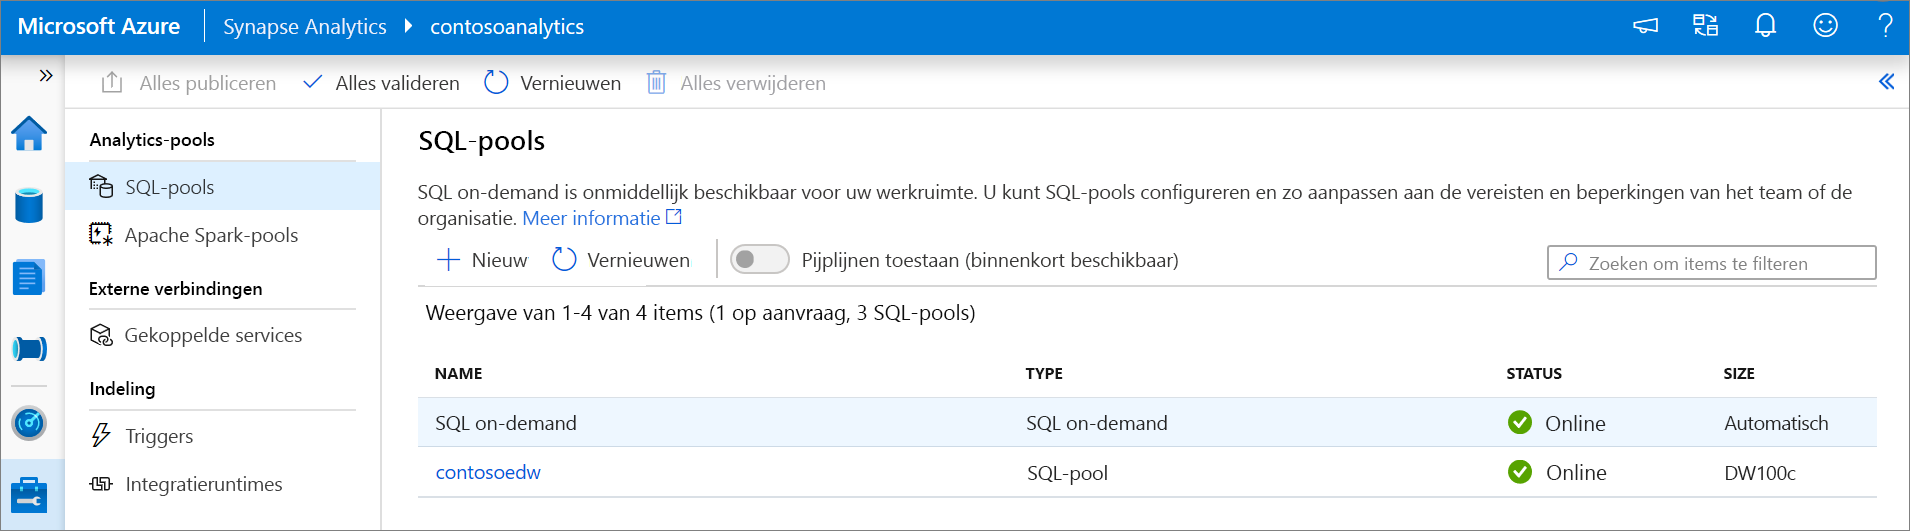 Microsoft Azure Synapse Analytics contosoanalytics
Alles publiceren Alles valideren Vernieuwen Alles verwijderen
Analytics-pools
SQL-pools
Apache Spark-pools
Externe verbindingen
Gekoppelde services
Indeling
Triggers
Integratieruntimes
SQL-pools
SQL on-demand is onmiddellijk beschikbaar voor uw werkruimte. U kunt SQL-pools configureren en zo aanpassen aan de vereisten en beperkingen van het team of de
organisatie. Meer informatie
Nieuw Vernieuwen Pijplijnen toestaan (binnenkort beschikbaar) Zoeken om items te filteren
Weergave van 1-4 van 4 items (1 op aanvraag, 3 SQL-pools)
NAME TYPE STATUS SIZE
SQL on-demand SQL on-demand Online Automatisch
contosoedw SQL-pool Online DW100c